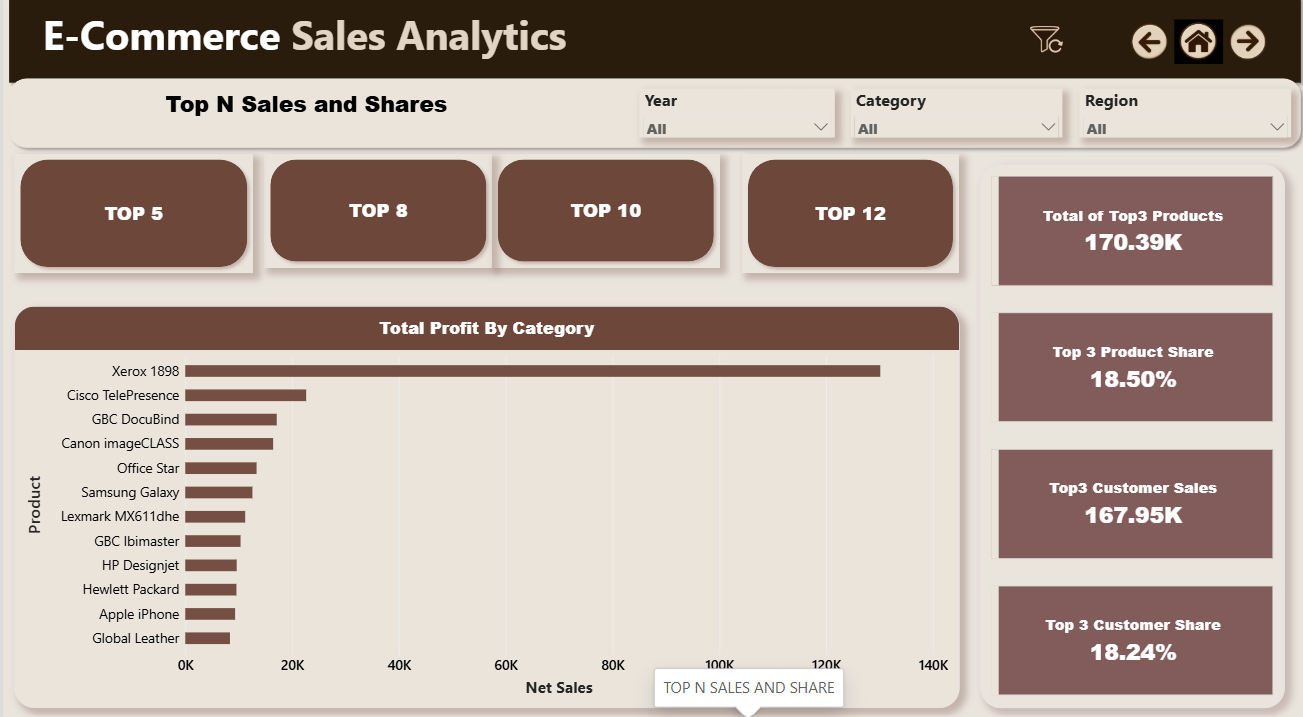 E-Commerce Sales Analytics
Top N Sales and Shares
Year
All
Category
All
Region
All
TOP 5
TOP 8
TOP 10
TOP 12
Total of Top3 Products
170.39K
Top 3 Product Share
18.50%
Top3 Customer Sales
167.95K
Top 3 Customer Share
18.24%
Total Profit By Category
Product
Xerox 1898
Cisco TelePresence
GBC DocuBind
Canon imageCLASS
Office Star
Samsung Galaxy
Lexmark MX611dhe
GBC Ibimaster
HP Designjet
Hewlett Packard
Apple iPhone
Global Leather
0K 20K 40K 60K 80K 100K 120K 140K
Net Sales
TOP N SALES AND SHARE